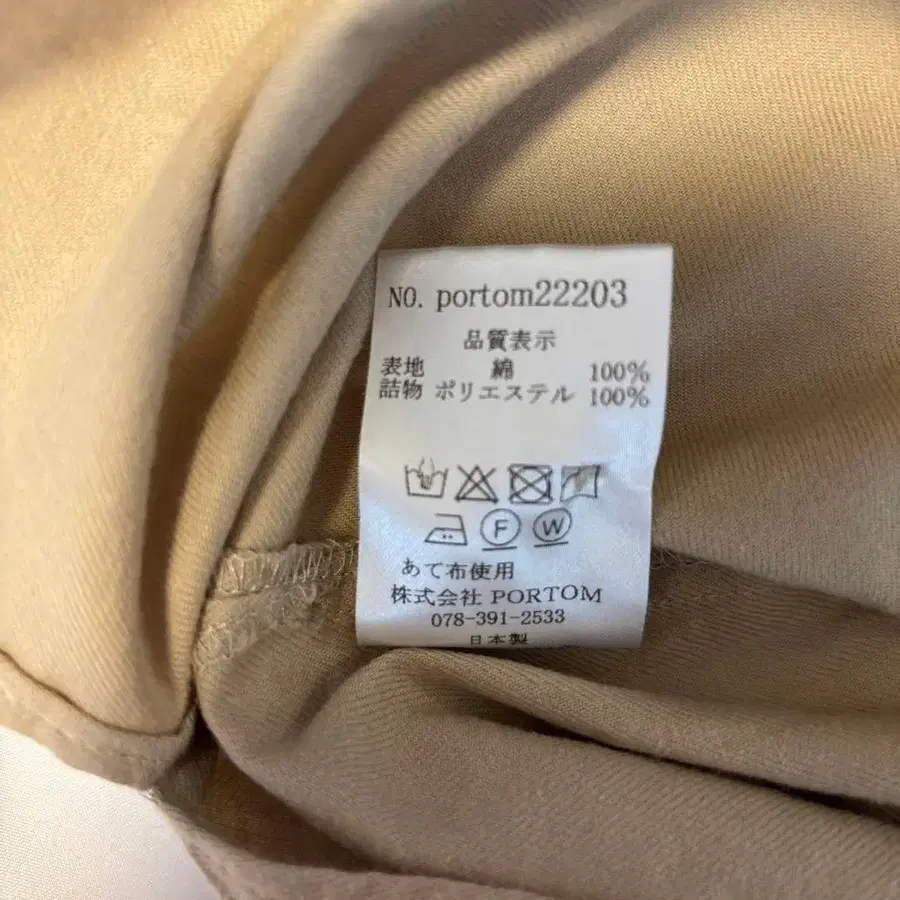 NO. portom22203
品質表示
表地 綿 100%
詰物 ポリエステル 100%
F W
あて布使用
株式会社 PORTOM
078-391-2533
日本製